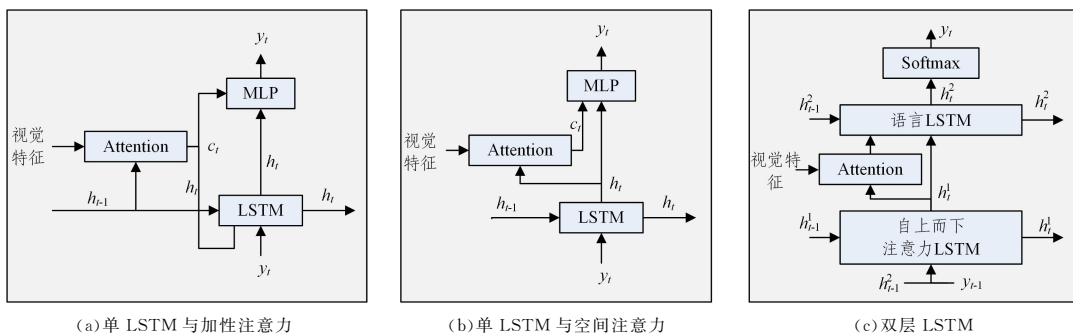 y_t
MLP
视觉
特征
Attention
c_t
h_t
h_t
h_{t-1}
LSTM
h_t
y_t
(a)单 LSTM 与加性注意力
y_t
MLP
c_t
视觉
特征
Attention
h_t
h_{t-1}
LSTM
h_t
y_t
(b)单 LSTM 与空间注意力
y_t
Softmax
h_t^2
h_{t-1}^2
语言LSTM
h_t^2
视觉特
征
Attention
h_t^1
h_{t-1}^1
自上而下
注意力LSTM
h_t^1
h_{t-1}^2
y_{t-1}
(c)双层 LSTM